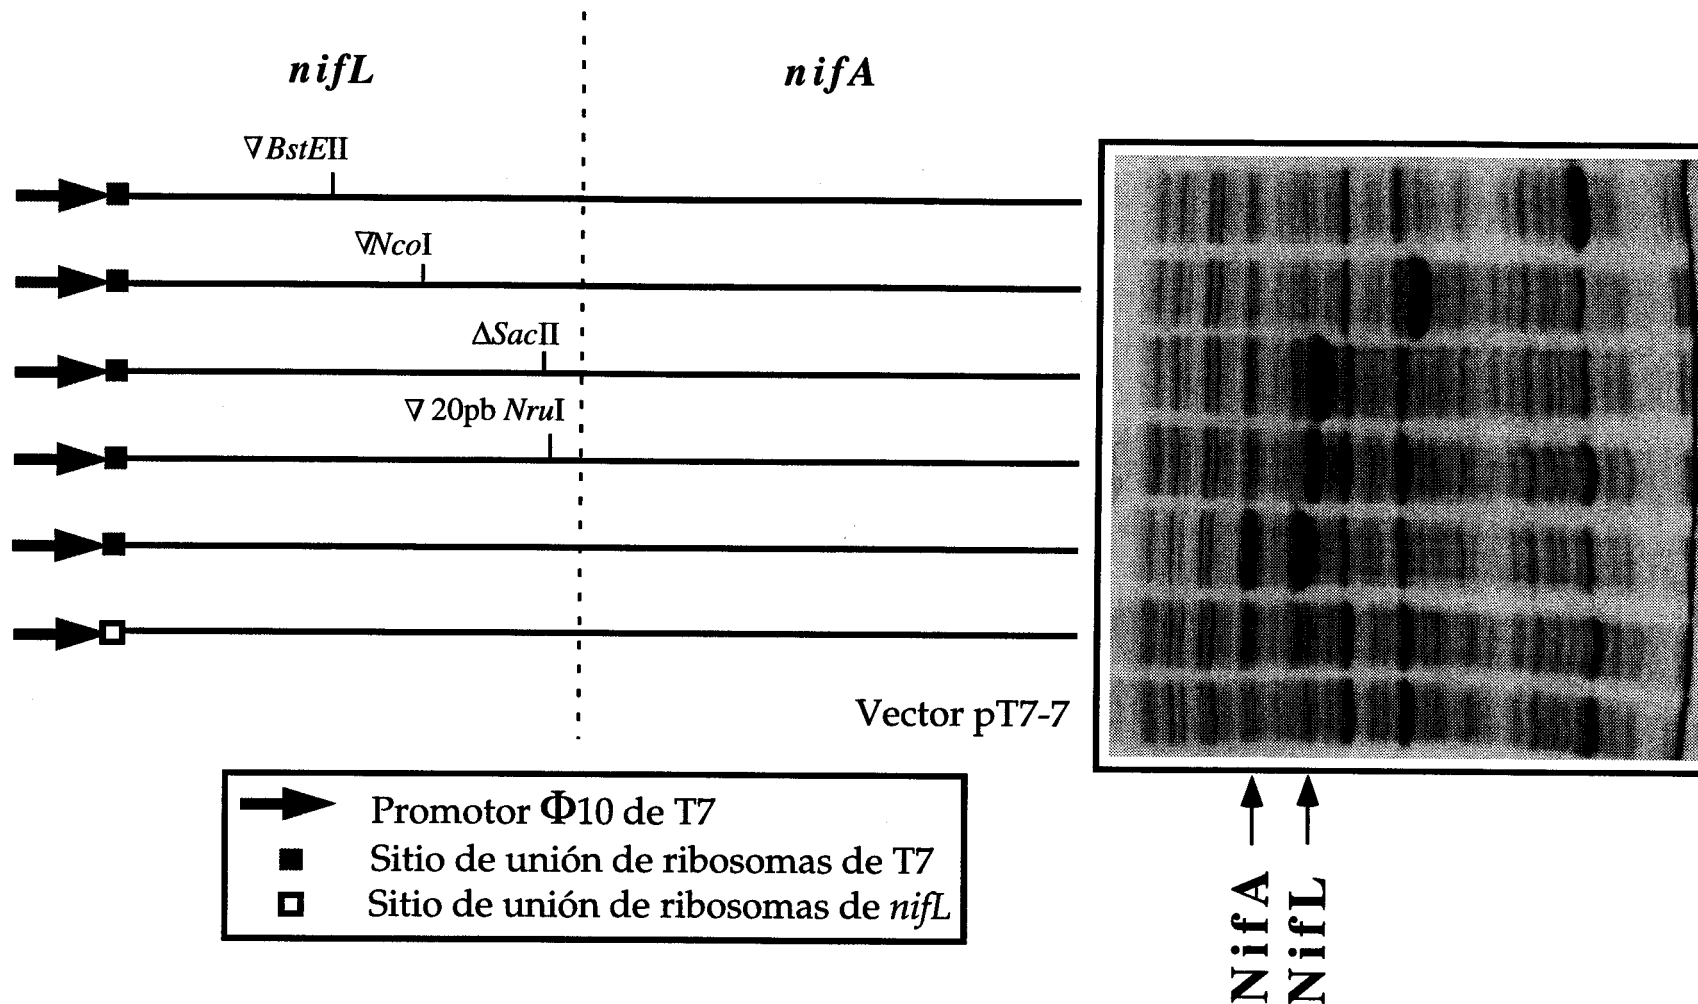 nifL nifA
∇BstEII
∇NcoI
ΔSacII
∇ 20pb NruI
Vector pT7-7
Promotor Φ10 de T7
Sitio de unión de ribosomas de T7
Sitio de unión de ribosomas de nifL
NifA
NifL